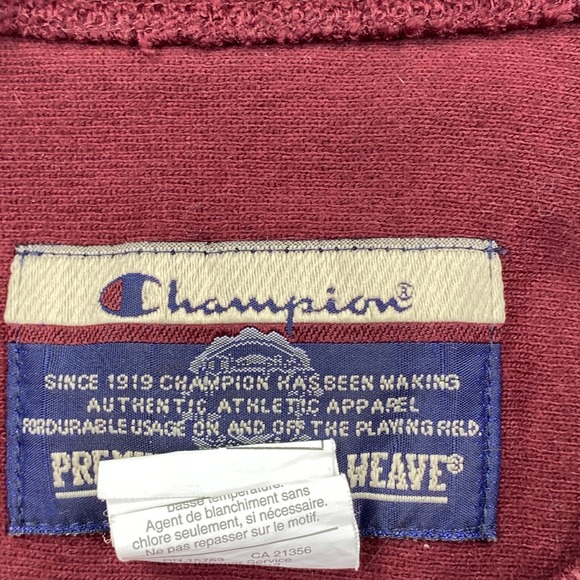 Champion®
SINCE 1919 CHAMPION HAS BEEN MAKING
AUTHENTIC ATHLETIC APPAREL
FOR DURABLE USAGE ON AND OFF THE PLAYING FIELD.
WEAVE®
basse température.
Agent de blanchiment sans
chlore seulement, si nécessaire.
Ne pas repasser sur le motif.
CA 21356